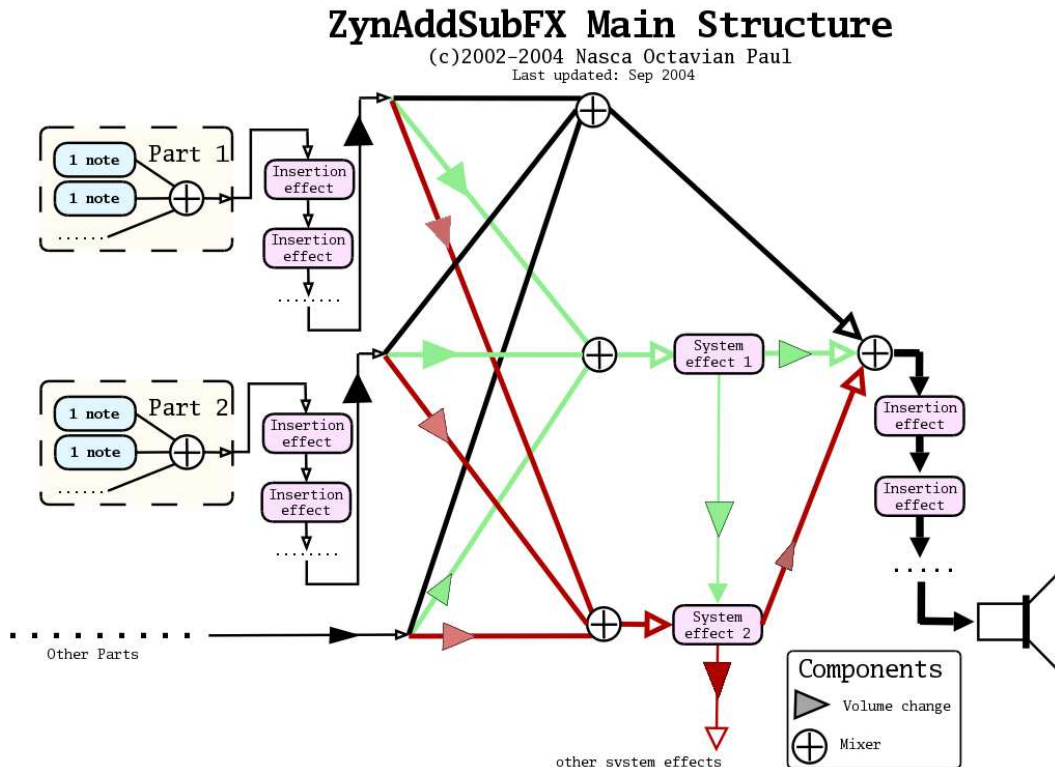 ZynAddSubFX Main Structure
(c)2002-2004 Nasca Octavian Paul
Last updated: Sep 2004
Part 1
1 note
1 note
Insertion
effect
Insertion
effect
Part 2
1 note
1 note
Insertion
effect
Insertion
effect
Other Parts
System
effect 1
System
effect 2
other system effects
Insertion
effect
Insertion
effect
Components
Volume change
Mixer